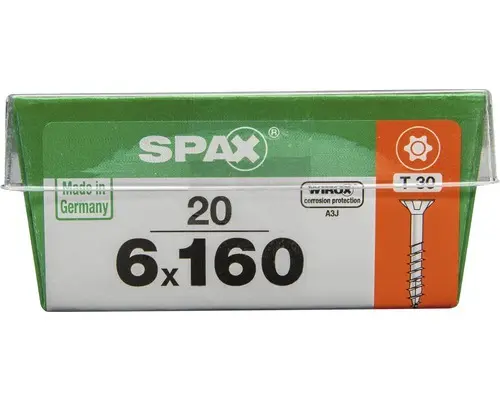 SPAX®
Made in
Germany
T 30
WIROX®
corrosion protection
A3J
20
6x160